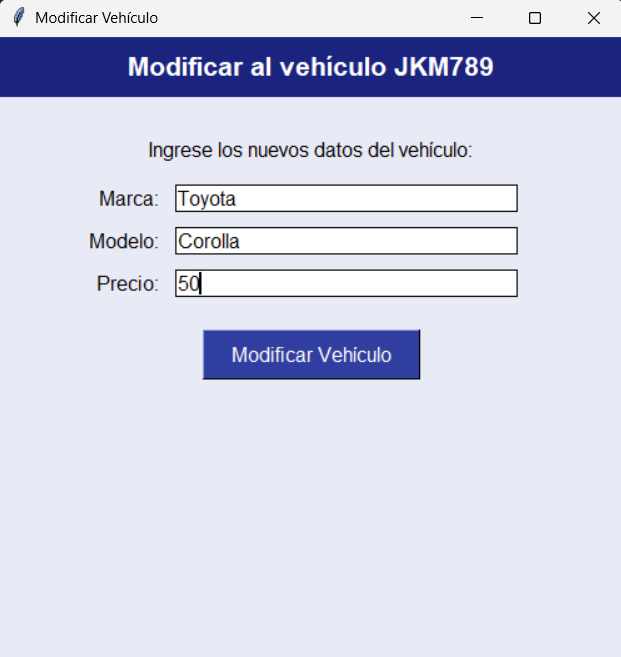 Modificar Vehículo
Modificar al vehículo JKM789
Ingrese los nuevos datos del vehículo:
Marca: Toyota
Modelo: Corolla
Precio: 50
Modificar Vehículo